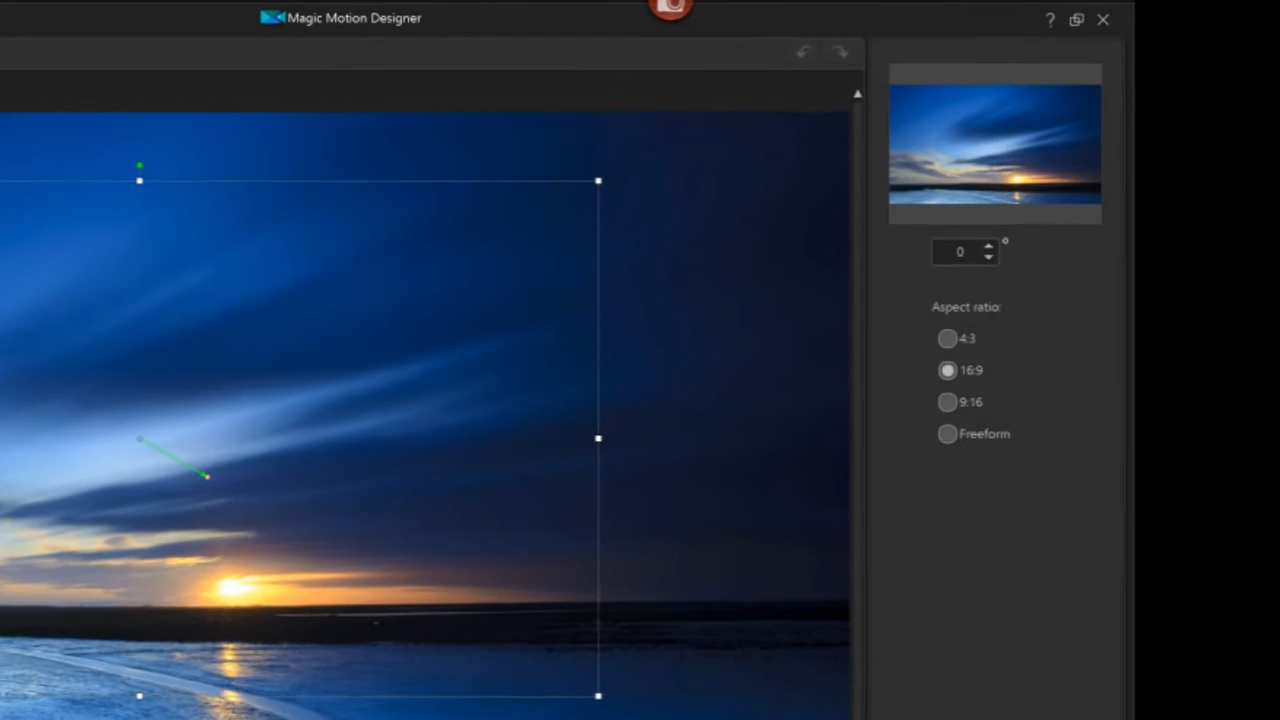 Magic Motion Designer
?
0 °
Aspect ratio:
4:3
16:9
9:16
Freeform